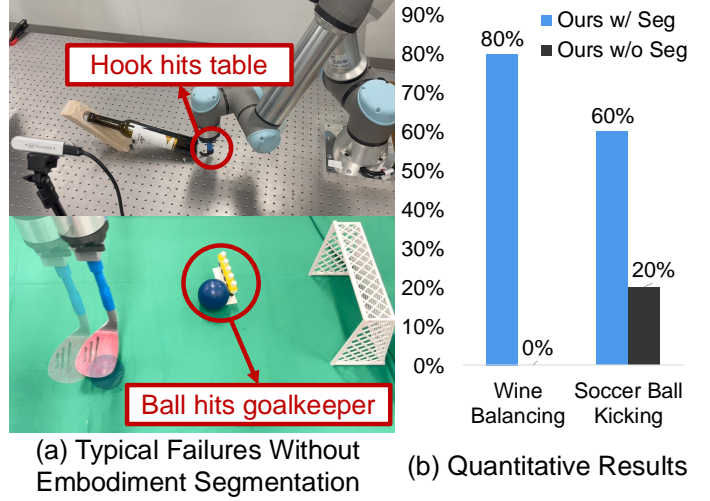 Hook hits table
Ball hits goalkeeper
(a) Typical Failures Without
Embodiment Segmentation
90%
80%
70%
60%
50%
40%
30%
20%
10%
0%
Ours w/ Seg
Ours w/o Seg
80%
0%
60%
20%
Wine
Balancing
Soccer Ball
Kicking
(b) Quantitative Results